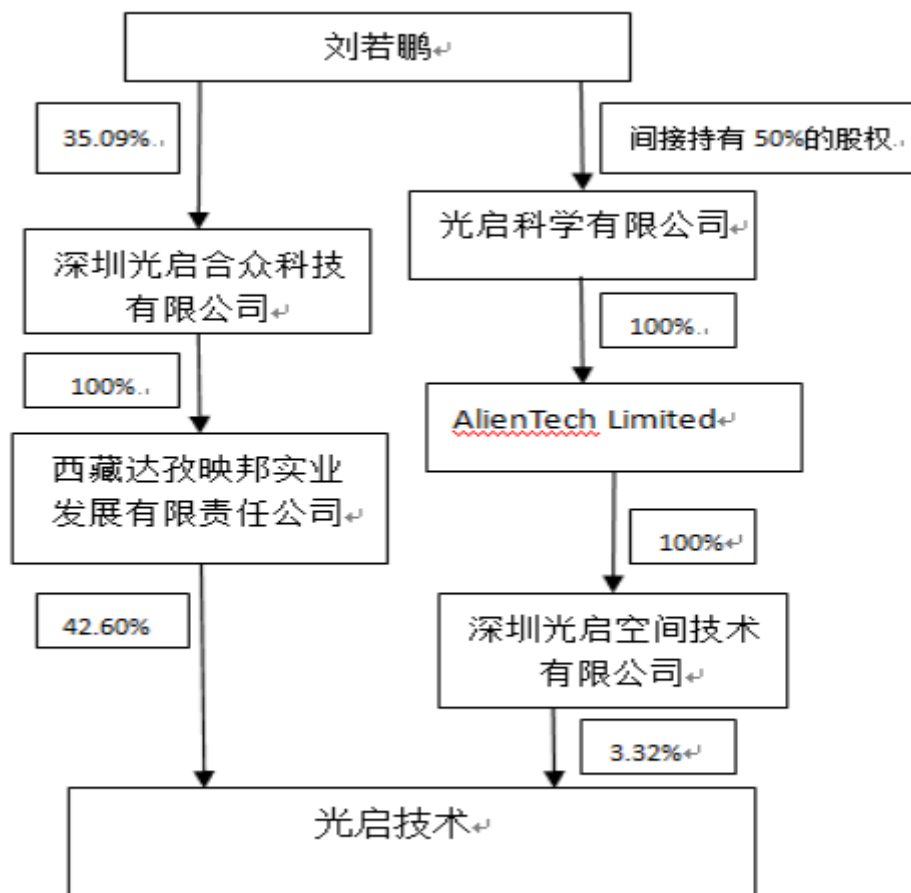 刘若鹏
35.09%
间接持有 50%的股权
光启科学有限公司
深圳光启合众科技
有限公司
100%
100%
AlienTech Limited
西藏达孜映邦实业
发展有限责任公司
100%
42.60%
深圳光启空间技术
有限公司
3.32%
光启技术